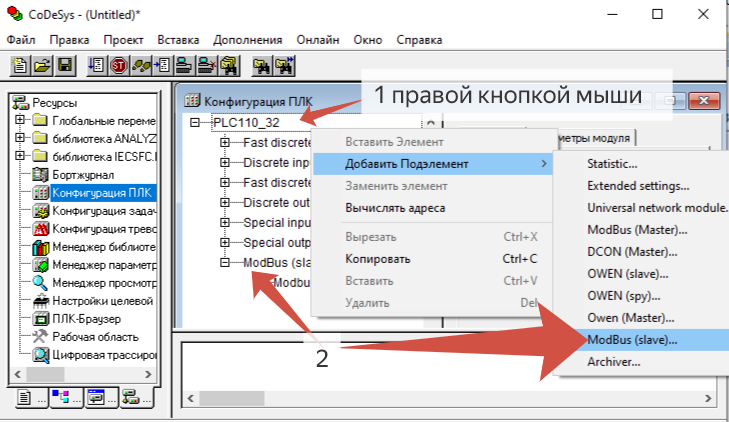 CoDeSys - (Untitled)*
Файл Правка Проект Вставка Дополнения Онлайн Окно Справка
1 правой кнопкой мыши
Ресурсы
Глобальные переме
библиотека ANALYZ
библиотека IECSFC.l
Бортжурнал
Конфигурация ПЛК
Конфигурация задач
Конфигурация трево
Менеджер библиоте
Менеджер параметр
Менеджер просмотр
Настройки целевой
ПЛК-Браузер
Рабочая область
Цифровая трассиров
Конфигурация ПЛК
PLC110_32
Fast discrete
Discrete inp
Fast discrete
Discrete out
Special inpu
Special outp
ModBus (sla
Modbu
метры модуля
Вставить Элемент
Добавить Подэлемент
Заменить элемент
Вычислять адреса
Вырезать Ctrl+X
Копировать Ctrl+C
Вставить Ctrl+V
Удалить Del
Statistic...
Extended settings...
Universal network module.
ModBus (Master)...
DCON (Master)...
OWEN (slave)...
OWEN (spy)...
Owen (Master)...
ModBus (slave)...
Archiver...
2